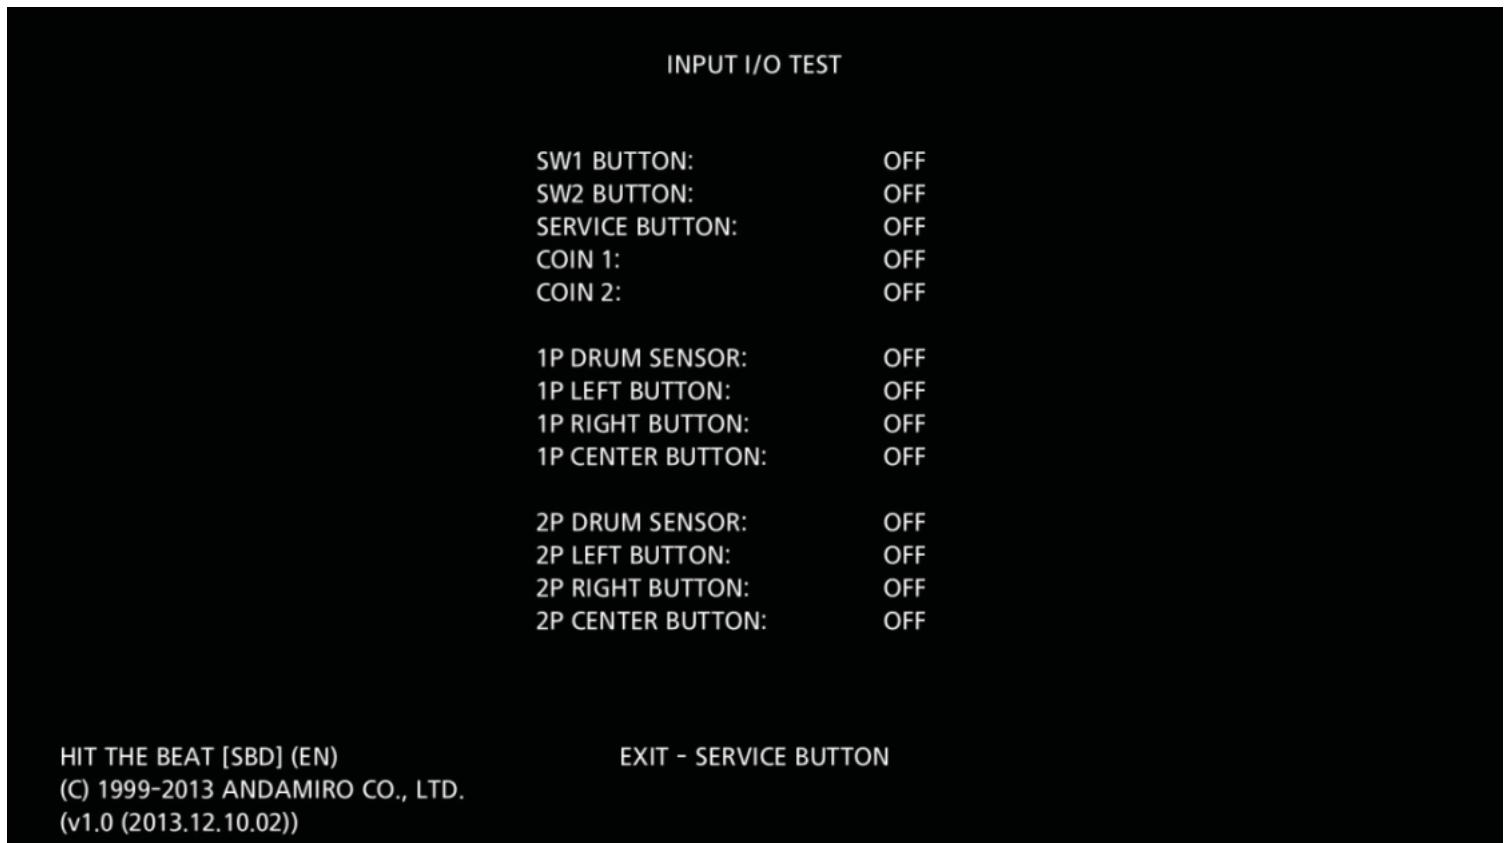 INPUT I/O TEST
SW1 BUTTON: OFF
SW2 BUTTON: OFF
SERVICE BUTTON: OFF
COIN 1: OFF
COIN 2: OFF
1P DRUM SENSOR: OFF
1P LEFT BUTTON: OFF
1P RIGHT BUTTON: OFF
1P CENTER BUTTON: OFF
2P DRUM SENSOR: OFF
2P LEFT BUTTON: OFF
2P RIGHT BUTTON: OFF
2P CENTER BUTTON: OFF
HIT THE BEAT [SBD] (EN) EXIT - SERVICE BUTTON
(C) 1999-2013 ANDAMIRO CO., LTD.
(v1.0 (2013.12.10.02))